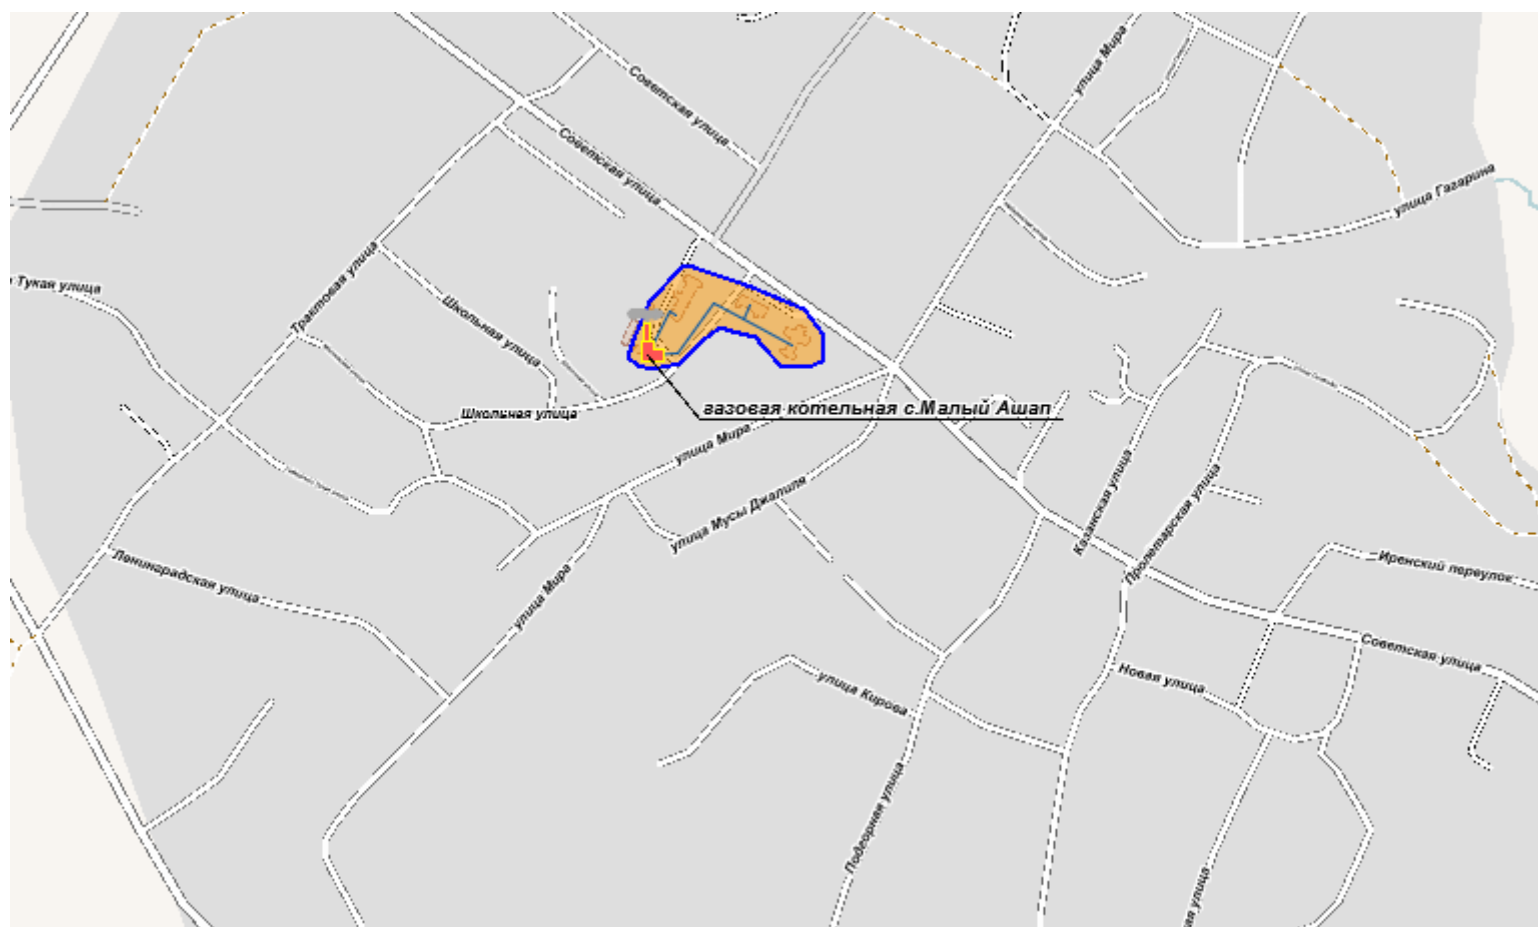 улица Мира
Советская улица
улица Гагарина
Советская улица
Тукая улица
Трактовая улица
Школьная улица
газовая котельная с.Малый Ашап
Школьная улица
улица Мира
улица Мусы Джалиля
Казанская улица
Пролетарская улица
Ленинградская улица
улица Мира
Иренский переулок
Советская улица
Новая улица
улица Кирова
Подгорная улица
ая улица